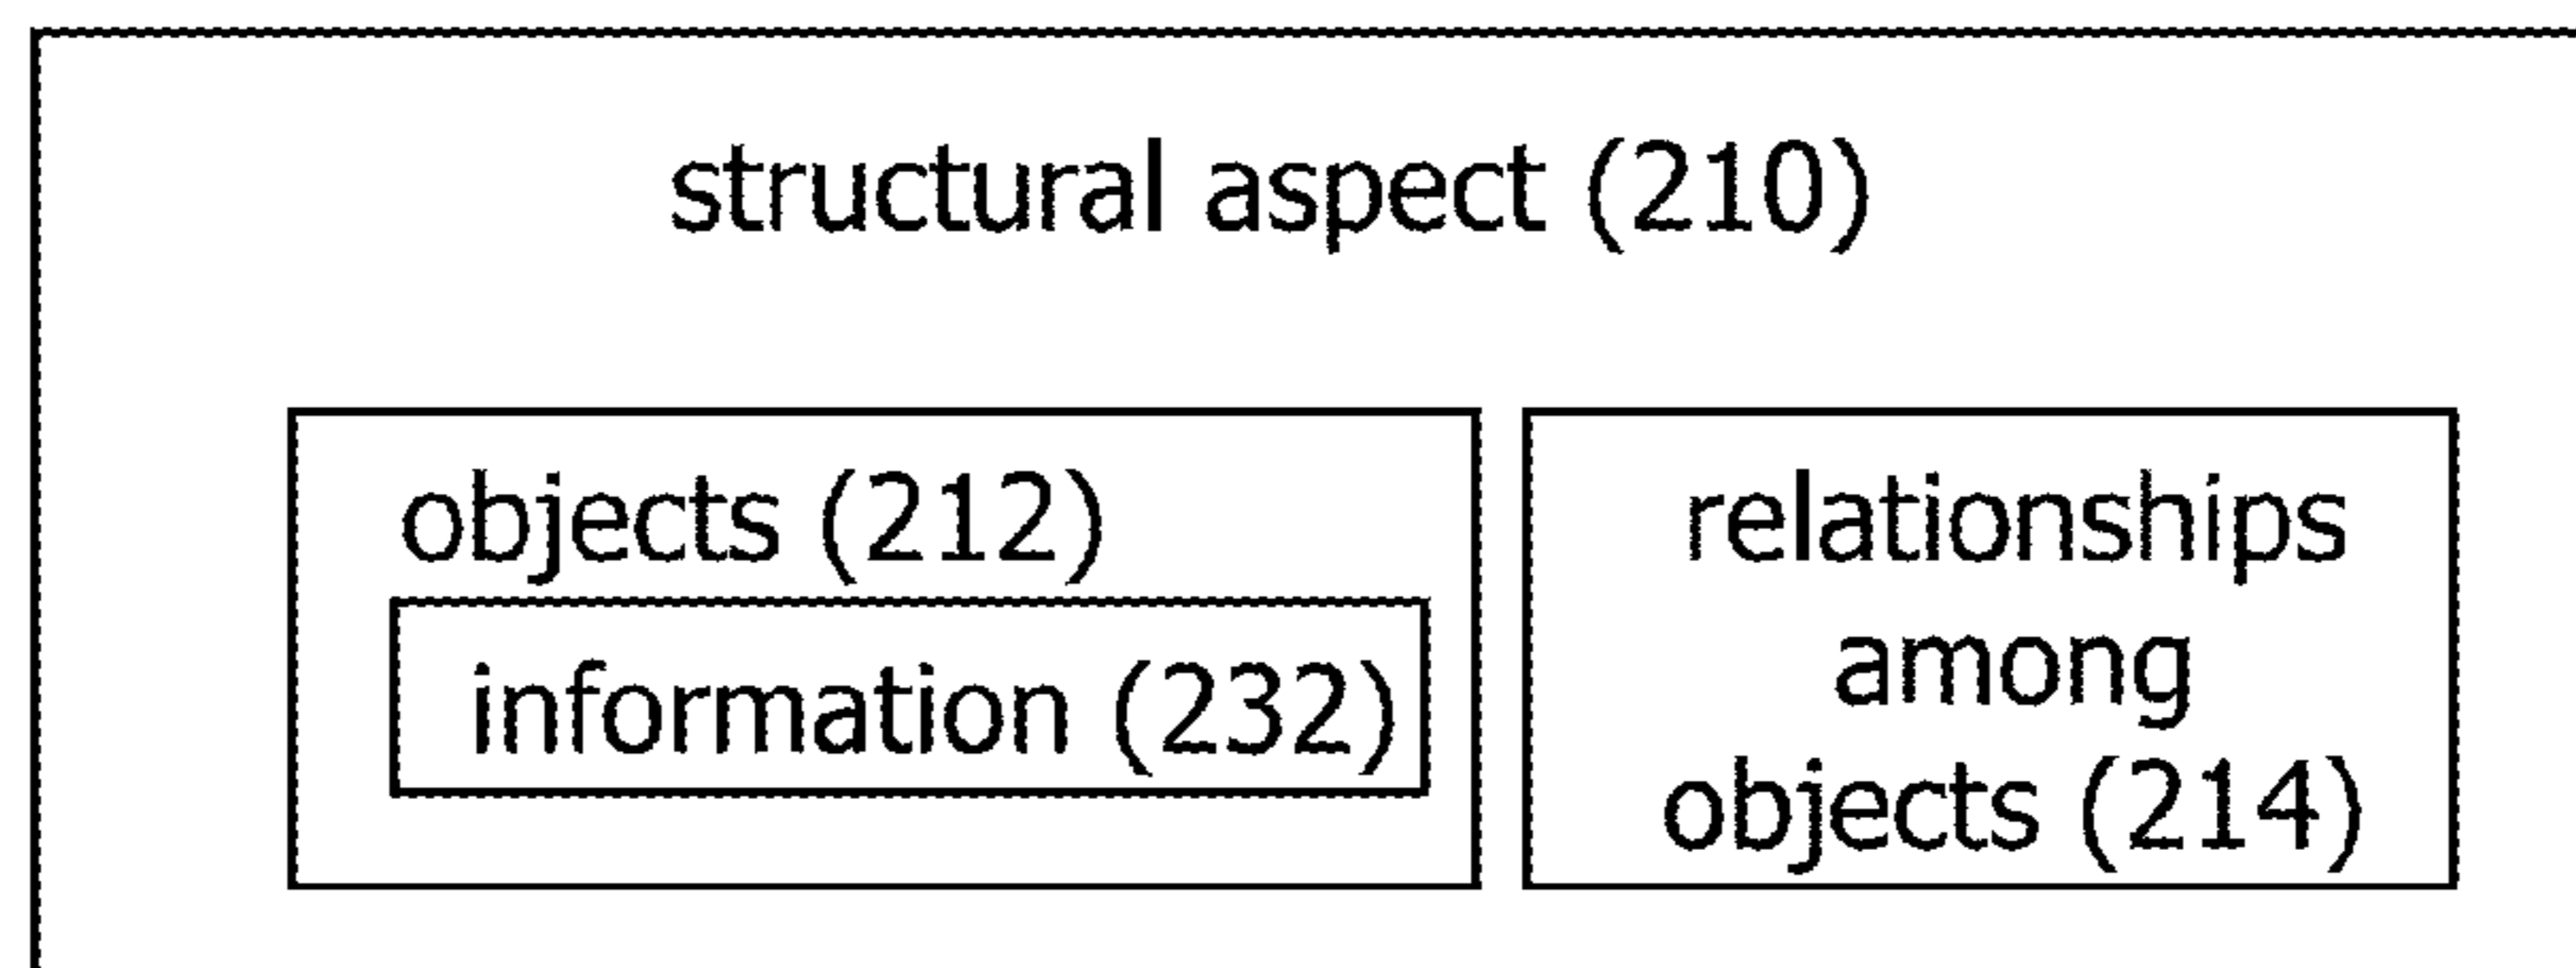 structural aspect (210)
objects (212)
information (232)
relationships
among
objects (214)